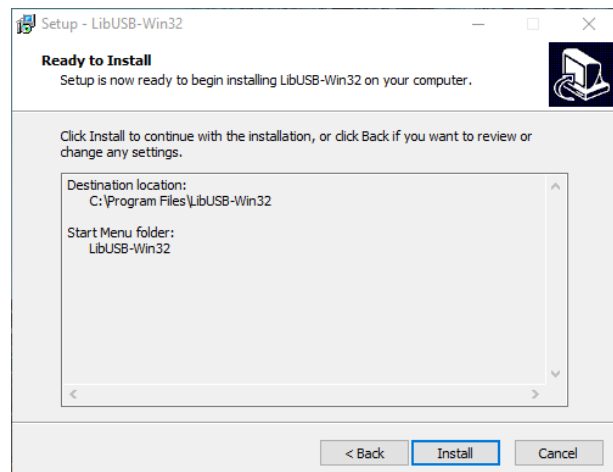 Setup - LibUSB-Win32
Ready to Install
Setup is now ready to begin installing LibUSB-Win32 on your computer.
Click Install to continue with the installation, or click Back if you want to review or
change any settings.
Destination location:
C:\Program Files\LibUSB-Win32
Start Menu folder:
LibUSB-Win32
< Back
Install
Cancel